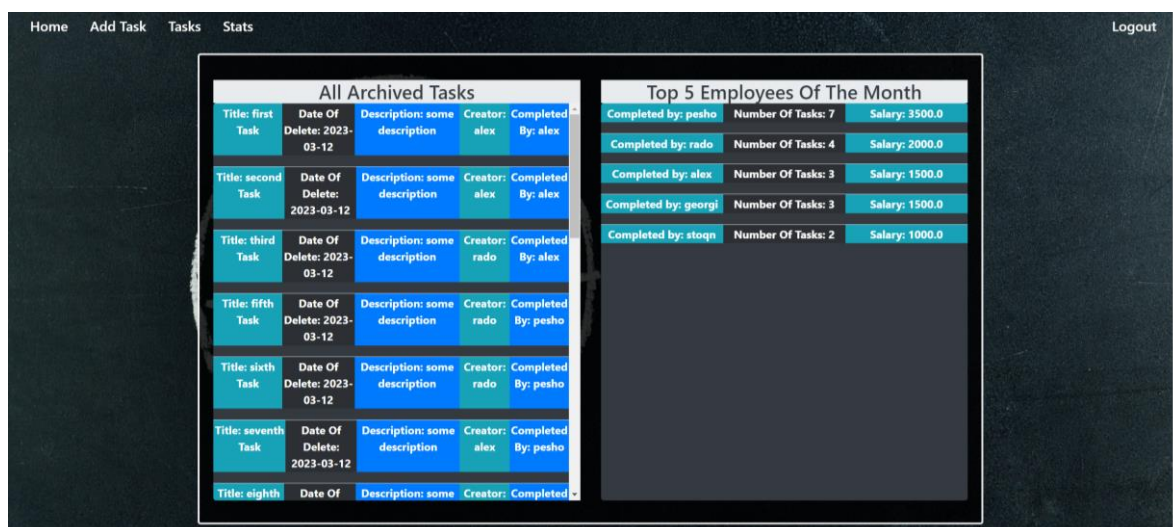 Home Add Task Tasks Stats Logout
All Archived Tasks
Title: first Task Date Of Delete: 2023-03-12 Description: some description Creator: alex Completed By: alex
Title: second Task Date Of Delete: 2023-03-12 Description: some description Creator: alex Completed By: alex
Title: third Task Date Of Delete: 2023-03-12 Description: some description Creator: rado Completed By: alex
Title: fifth Task Date Of Delete: 2023-03-12 Description: some description Creator: rado Completed By: pesho
Title: sixth Task Date Of Delete: 2023-03-12 Description: some description Creator: rado Completed By: pesho
Title: seventh Task Date Of Delete: 2023-03-12 Description: some description Creator: alex Completed By: pesho
Title: eighth Date Of Description: some Creator: Completed
Top 5 Employees Of The Month
Completed by: pesho Number Of Tasks: 7 Salary: 3500.0
Completed by: rado Number Of Tasks: 4 Salary: 2000.0
Completed by: alex Number Of Tasks: 3 Salary: 1500.0
Completed by: georgi Number Of Tasks: 3 Salary: 1500.0
Completed by: stoqn Number Of Tasks: 2 Salary: 1000.0